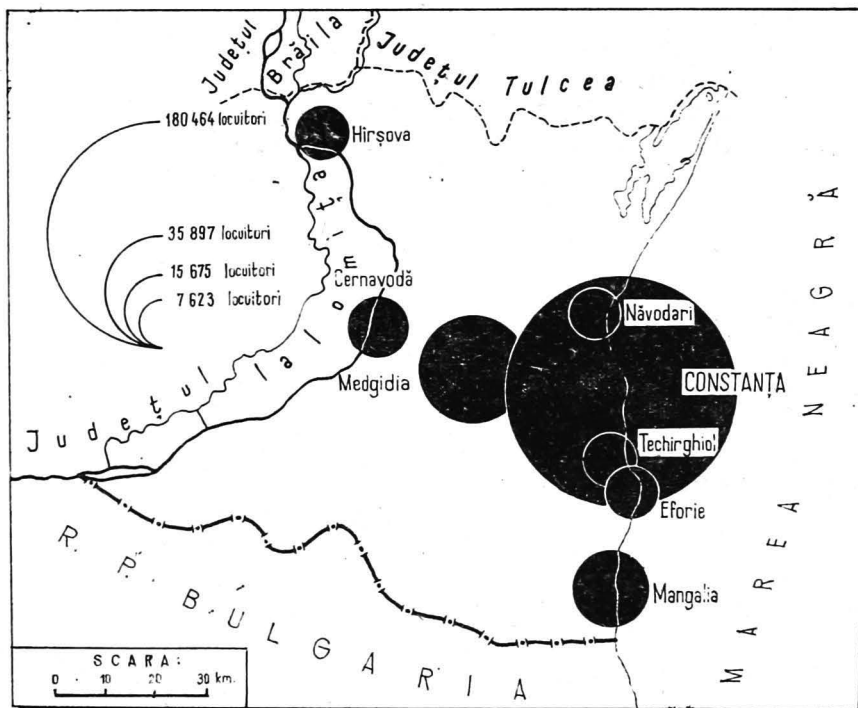 Județul
Brăila
Județul Tulcea
180 464 locuitori
Hîrșova
35 897 locuitori
15 675 locuitori
7 623 locuitori
Cernavodă
Medgidia
Năvodari
CONSTANȚA
Techirghiol
Eforie
Mangalia
Județul Ialomiței
MAREA NEAGRĂ
R. P. BULGARIA
SCARA:
0 10 20 30 km.